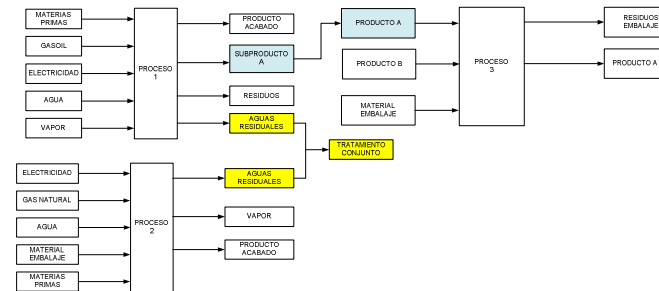 MATERIAS
PRIMAS
GASOIL
ELECTRICIDAD
AGUA
VAPOR
PROCESO
1
PRODUCTO
ACABADO
SUBPRODUCTO
A
RESIDUOS
AGUAS
RESIDUALES
PRODUCTO A
PRODUCTO B
MATERIAL
EMBALAJE
PROCESO
3
RESIDUOS
EMBALAJE
PRODUCTO A
TRATAMIENTO
CONJUNTO
ELECTRICIDAD
GAS NATURAL
AGUA
MATERIAL
EMBALAJE
MATERIAS
PRIMAS
PROCESO
2
AGUAS
RESIDUALES
VAPOR
PRODUCTO
ACABADO